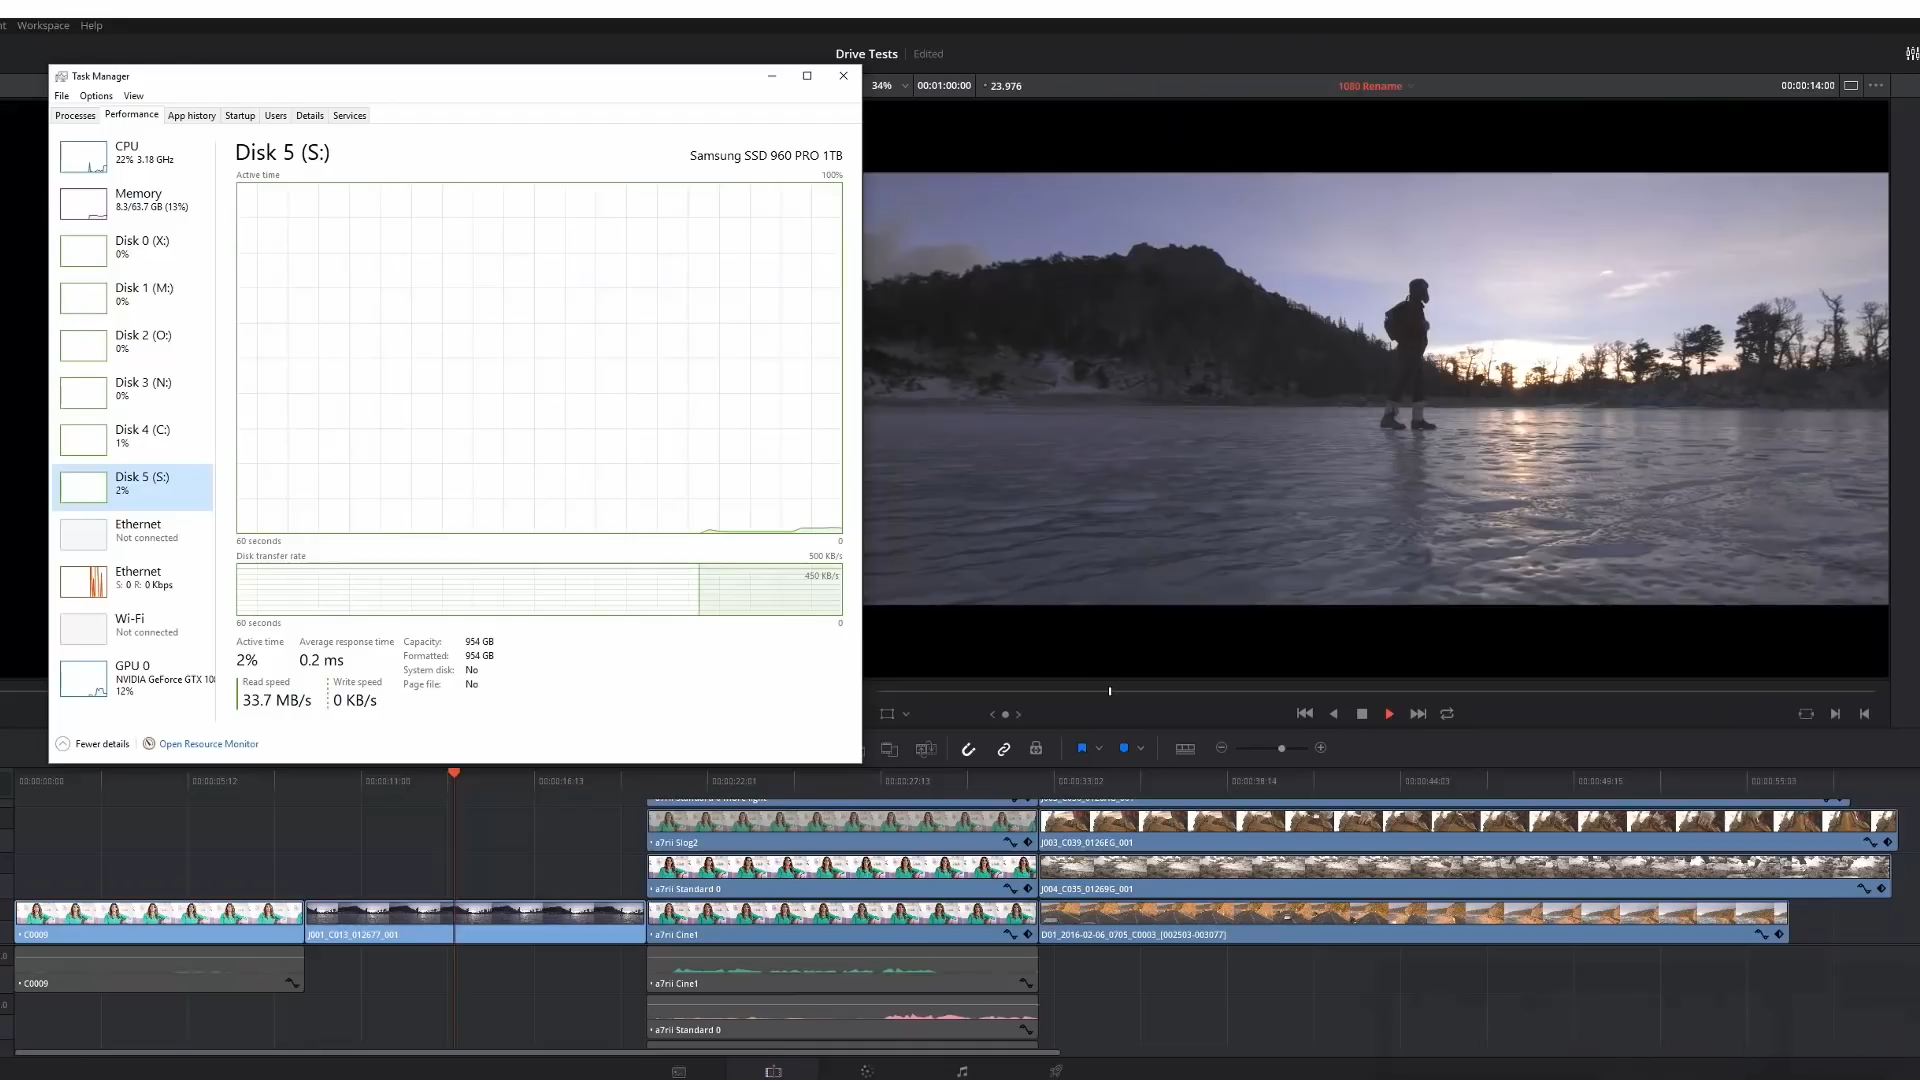 nt Workspace Help
Drive Tests Edited
Task Manager
File Options View
34% 00:01:00:00 23.976 1080 Rename 00:00:14:00
Processes Performance App history Startup Users Details Services
CPU
22% 3.18 GHz
Memory
8.3/63.7 GB (13%)
Disk 0 (X:)
0%
Disk 1 (M:)
0%
Disk 2 (O:)
0%
Disk 3 (N:)
0%
Disk 4 (C:)
1%
Disk 5 (S:)
2%
Ethernet
Not connected
Ethernet
S: 0 R: 0 Kbps
Wi-Fi
Not connected
GPU 0
NVIDIA GeForce GTX 108
12%
Disk 5 (S:) Samsung SSD 960 PRO 1TB
Active time 100%
60 seconds 0
Disk transfer rate 500 KB/s
450 KB/s
60 seconds 0
Active time Average response time
2% 0.2 ms
Read speed Write speed
33.7 MB/s 0 KB/s
Capacity: 954 GB
Formatted: 954 GB
System disk: No
Page file: No
Fewer details Open Resource Monitor
00:00:00:00 00:00:05:12 00:00:11:00 00:00:16:13 00:00:22:01 00:00:27:13 00:00:33:02 00:00:38:14 00:00:44:03 00:00:49:15 00:00:55:03
a7rii Slog2 J003_C039_0126EG_001
a7rii Standard 0 J004_C035_01269G_001
C0009 J001_C013_012677_001 a7rii Cine1 D01_2016-02-06_0705_C0003_[002503-003077]
C0009 a7rii Cine1
a7rii Standard 0